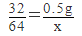 32/64 = 0.5g/x